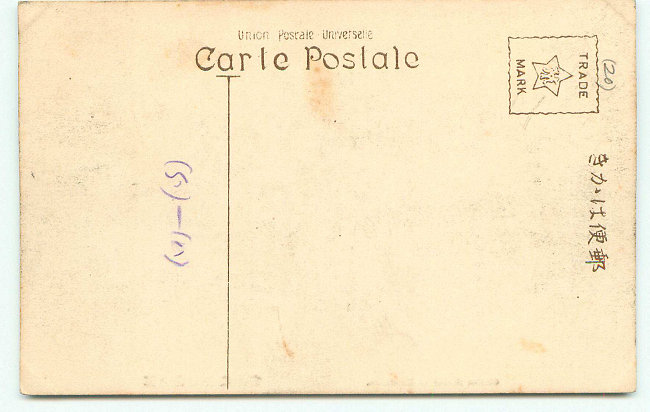 Union Postale Universelle
Carte Postale
TRADE
MARK
(20)
きかは便郵